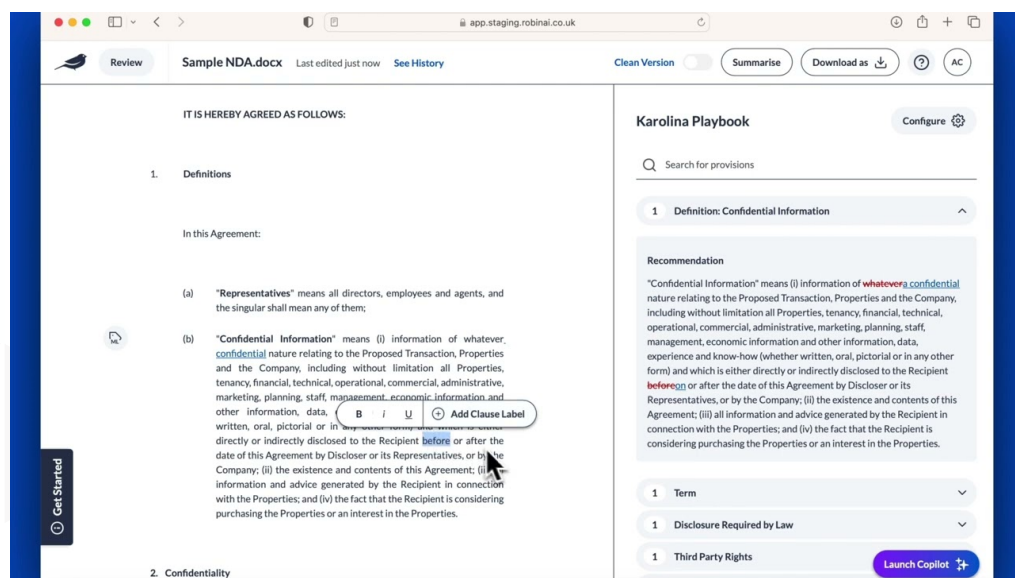 app.staging.robinai.co.uk
Review
Sample NDA.docx
Last edited just now
See History
Clean Version
Summarise
Download as
?
AC
IT IS HEREBY AGREED AS FOLLOWS:
1. Definitions
In this Agreement:
(a) "Representatives" means all directors, employees and agents, and
the singular shall mean any of them;
ML
(b) "Confidential Information" means (i) information of whatever
confidential nature relating to the Proposed Transaction, Properties
and the Company, including without limitation all Properties,
tenancy, financial, technical, operational, commercial, administrative,
marketing, planning, staff, management, economic information and
other information, data,
B i U Add Clause Label
written, oral, pictorial or in any other form) and which is either
directly or indirectly disclosed to the Recipient before or after the
date of this Agreement by Discloser or its Representatives, or by the
Company; (ii) the existence and contents of this Agreement;
information and advice generated by the Recipient in connection
with the Properties; and (iv) the fact that the Recipient is considering
purchasing the Properties or an interest in the Properties.
2. Confidentiality
Get Started
Karolina Playbook
Configure
Search for provisions
1 Definition: Confidential Information
Recommendation
"Confidential Information" means (i) information of whatevera confidential
nature relating to the Proposed Transaction, Properties and the Company,
including without limitation all Properties, tenancy, financial, technical,
operational, commercial, administrative, marketing, planning, staff,
management, economic information and other information, data,
experience and know-how (whether written, oral, pictorial or in any other
form) and which is either directly or indirectly disclosed to the Recipient
beforeon or after the date of this Agreement by Discloser or its
Representatives, or by the Company; (ii) the existence and contents of this
Agreement; (iii) all information and advice generated by the Recipient in
connection with the Properties; and (iv) the fact that the Recipient is
considering purchasing the Properties or an interest in the Properties.
1 Term
1 Disclosure Required by Law
1 Third Party Rights
Launch Copilot